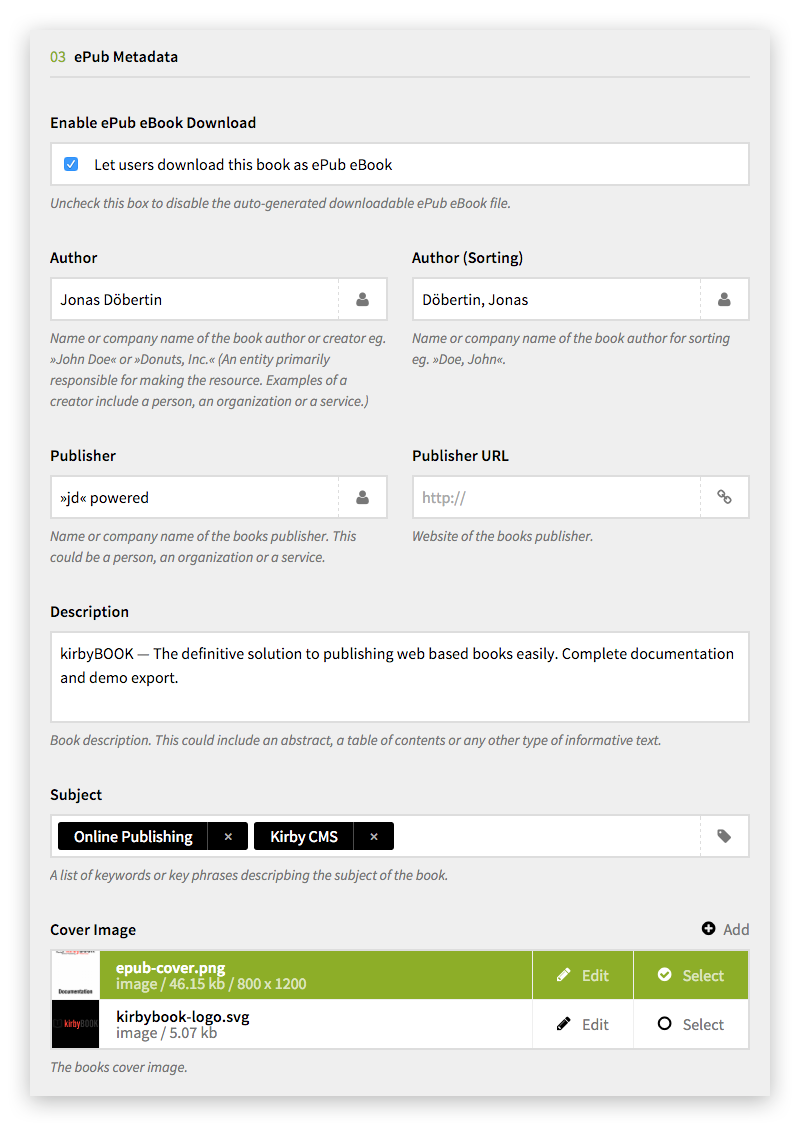 03 ePub Metadata
Enable ePub eBook Download
Let users download this book as ePub eBook
Uncheck this box to disable the auto-generated downloadable ePub eBook file.
Author
Jonas Döbertin
Name or company name of the book author or creator eg.
»John Doe« or »Donuts, Inc.« (An entity primarily
responsible for making the resource. Examples of a
creator include a person, an organization or a service.)
Author (Sorting)
Döbertin, Jonas
Name or company name of the book author for sorting
eg. »Doe, John«.
Publisher
»jd« powered
Name or company name of the books publisher. This
could be a person, an organization or a service.
Publisher URL
http://
Website of the books publisher.
Description
kirbyBOOK — The definitive solution to publishing web based books easily. Complete documentation
and demo export.
Book description. This could include an abstract, a table of contents or any other type of informative text.
Subject
Online Publishing × Kirby CMS ×
A list of keywords or key phrases descripbing the subject of the book.
Cover Image Add
Documentation
epub-cover.png
image / 46.15 kb / 800 x 1200
Edit Select
kirbyBOOK
kirbybook-logo.svg
image / 5.07 kb
Edit Select
The books cover image.